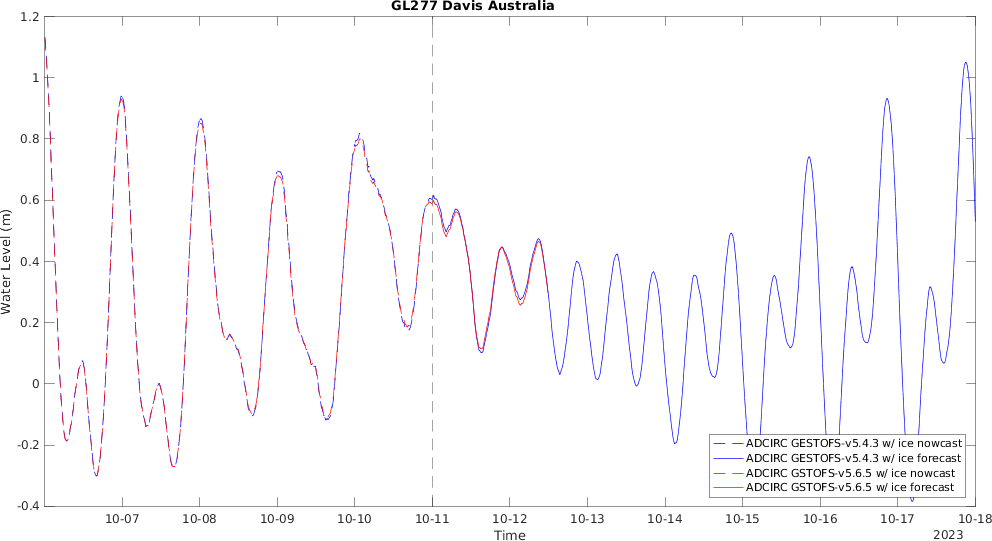 GL277 Davis Australia
1.2
1
0.8
0.6
0.4
0.2
0
-0.2
-0.4
Water Level (m)
10-07 10-08 10-09 10-10 10-11 10-12 10-13 10-14 10-15 10-16 10-17 10-18
Time
2023
ADCIRC GESTOFS-v5.4.3 w/ ice nowcast
ADCIRC GESTOFS-v5.4.3 w/ ice forecast
ADCIRC GSTOFS-v5.6.5 w/ ice nowcast
ADCIRC GSTOFS-v5.6.5 w/ ice forecast